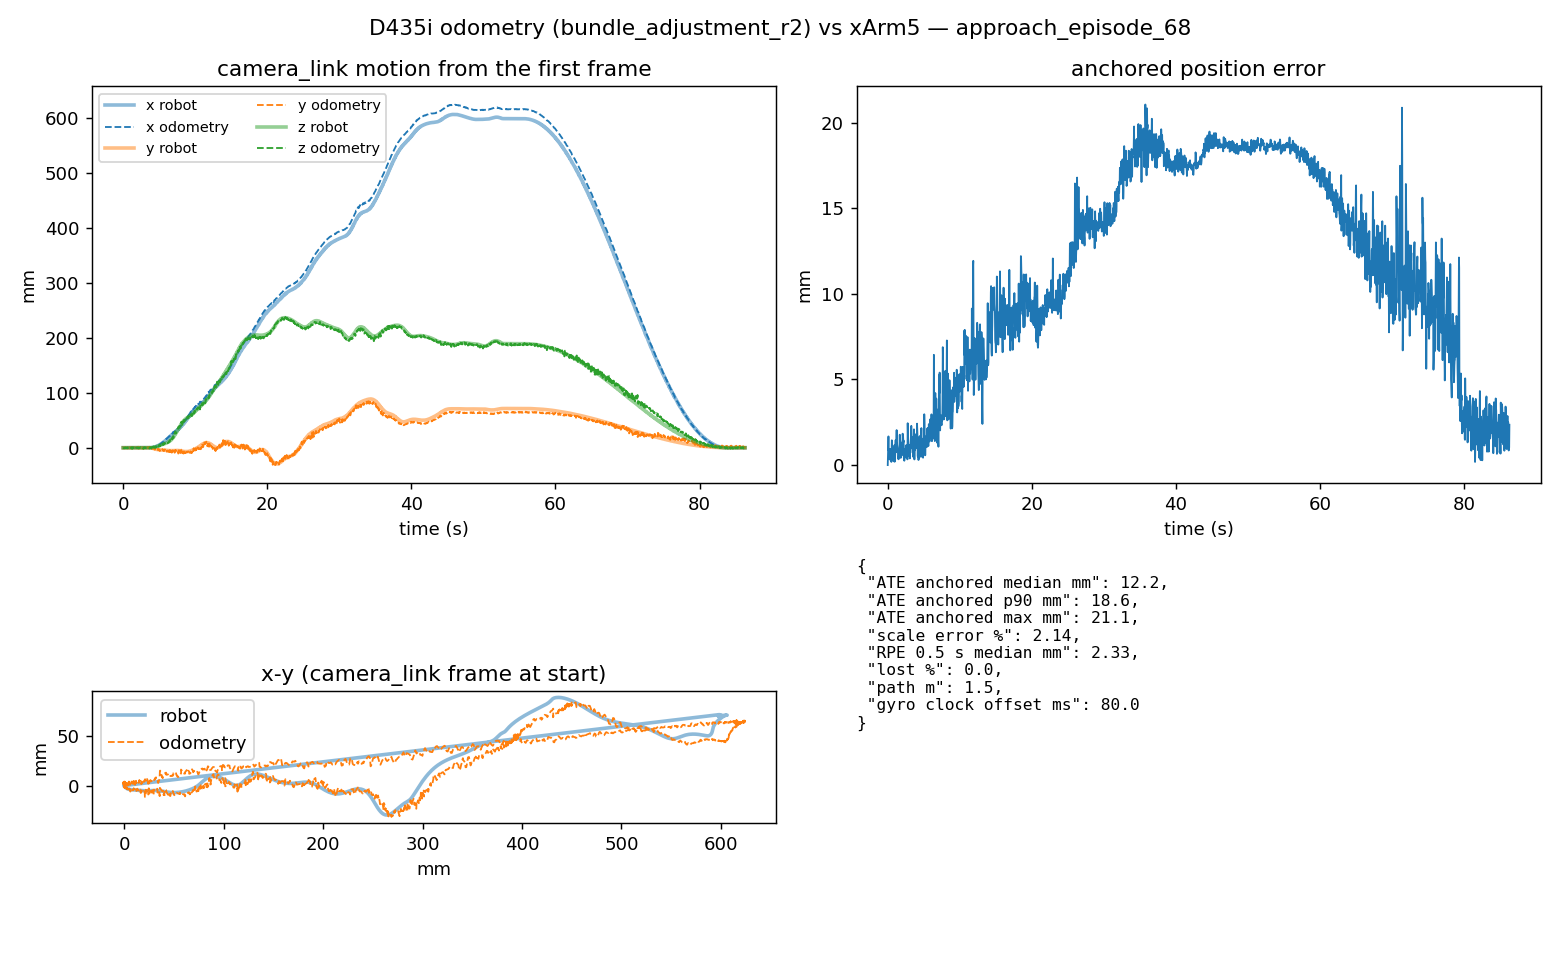 D435i odometry (bundle_adjustment_r2) vs xArm5 — approach_episode_68
camera_link motion from the first frame
x robot
x odometry
y robot
y odometry
z robot
z odometry
600
500
400
300
200
100
0
mm
0 20 40 60 80
time (s)
anchored position error
20
15
10
5
0
mm
0 20 40 60 80
time (s)
x-y (camera_link frame at start)
robot
odometry
50
0
mm
0 100 200 300 400 500 600
mm
{
"ATE anchored median mm": 12.2,
"ATE anchored p90 mm": 18.6,
"ATE anchored max mm": 21.1,
"scale error %": 2.14,
"RPE 0.5 s median mm": 2.33,
"lost %": 0.0,
"path m": 1.5,
"gyro clock offset ms": 80.0
}